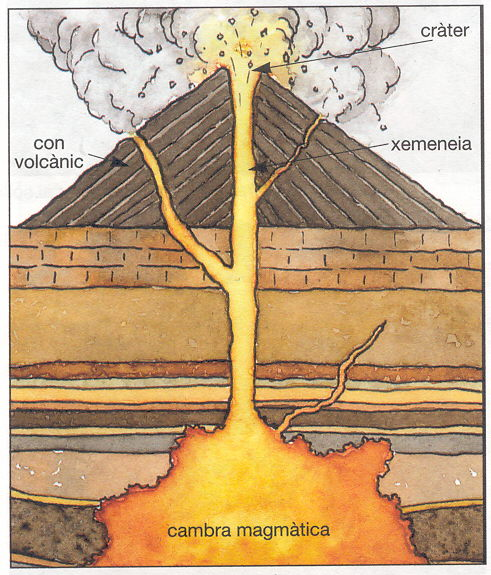 cràter
con
volcànic
xemeneia
cambra magmàtica